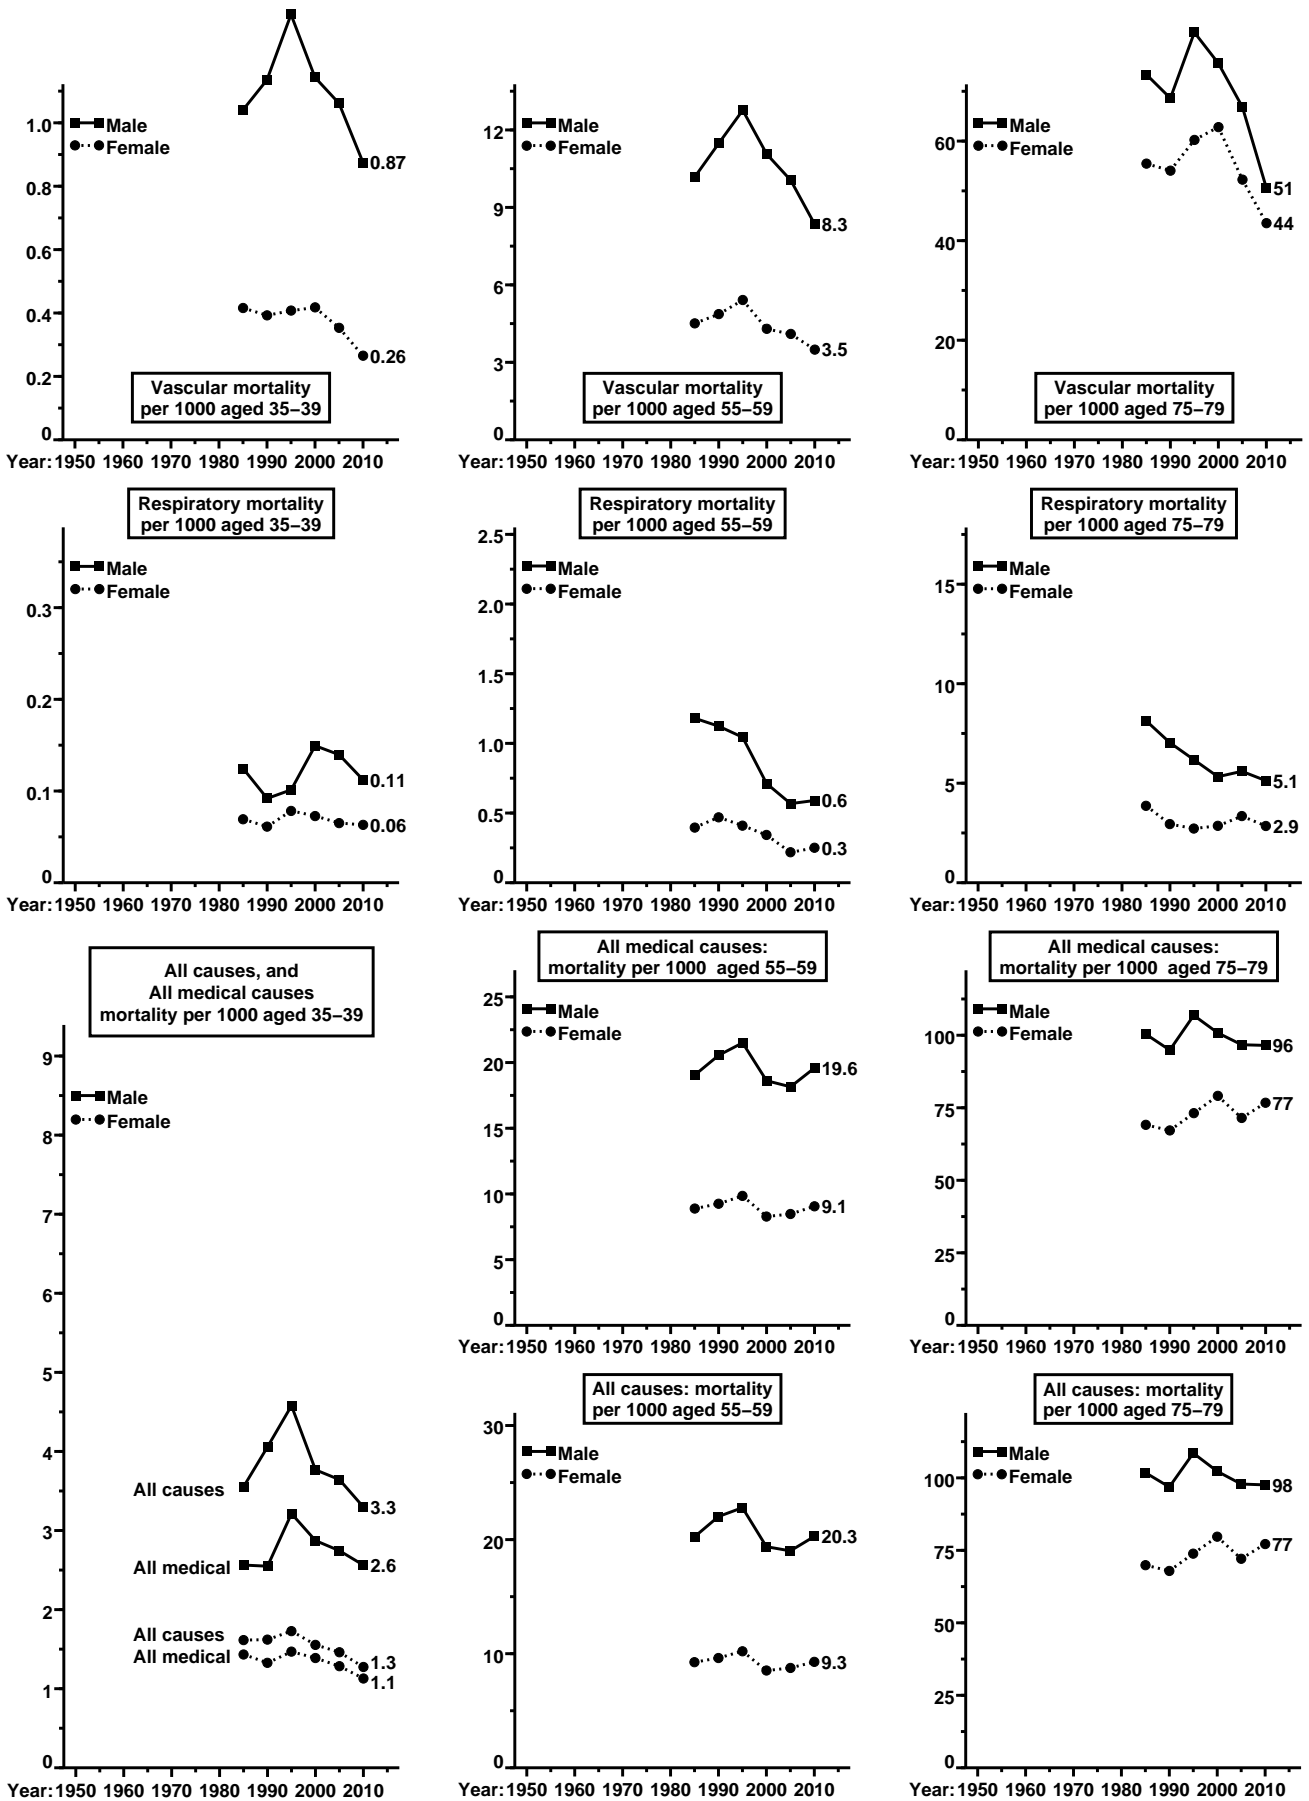 1.0
0.8
0.6
0.4
0.2
0
Male
Female
0.87
0.26
Vascular mortality
per 1000 aged 35–39
Year: 1950 1960 1970 1980 1990 2000 2010
12
9
6
3
0
Male
Female
8.3
3.5
Vascular mortality
per 1000 aged 55–59
Year: 1950 1960 1970 1980 1990 2000 2010
60
40
20
0
Male
Female
51
44
Vascular mortality
per 1000 aged 75–79
Year: 1950 1960 1970 1980 1990 2000 2010
Respiratory mortality
per 1000 aged 35–39
0.3
0.2
0.1
0
Male
Female
0.11
0.06
Year: 1950 1960 1970 1980 1990 2000 2010
Respiratory mortality
per 1000 aged 55–59
2.5
2.0
1.5
1.0
0.5
0
Male
Female
0.6
0.3
Year: 1950 1960 1970 1980 1990 2000 2010
Respiratory mortality
per 1000 aged 75–79
15
10
5
0
Male
Female
5.1
2.9
Year: 1950 1960 1970 1980 1990 2000 2010
All causes, and
All medical causes
mortality per 1000 aged 35–39
9
8
7
6
5
4
3
2
1
0
Male
Female
All causes
3.3
All medical
2.6
All causes
1.3
All medical
1.1
Year: 1950 1960 1970 1980 1990 2000 2010
All medical causes:
mortality per 1000 aged 55–59
25
20
15
10
5
0
Male
Female
19.6
9.1
Year: 1950 1960 1970 1980 1990 2000 2010
All medical causes:
mortality per 1000 aged 75–79
100
75
50
25
0
Male
Female
96
77
Year: 1950 1960 1970 1980 1990 2000 2010
All causes: mortality
per 1000 aged 55–59
30
20
10
0
Male
Female
20.3
9.3
Year: 1950 1960 1970 1980 1990 2000 2010
All causes: mortality
per 1000 aged 75–79
100
75
50
25
0
Male
Female
98
77
Year: 1950 1960 1970 1980 1990 2000 2010